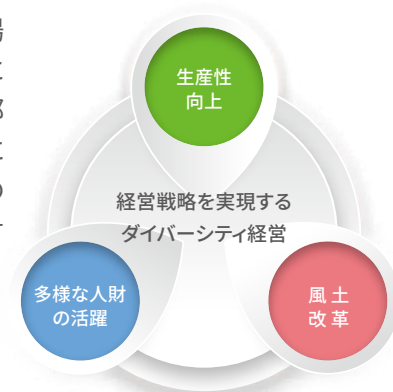 生産性
向上
経営戦略を実現する
ダイバーシティ経営
多様な人財
の活躍
風土
改革